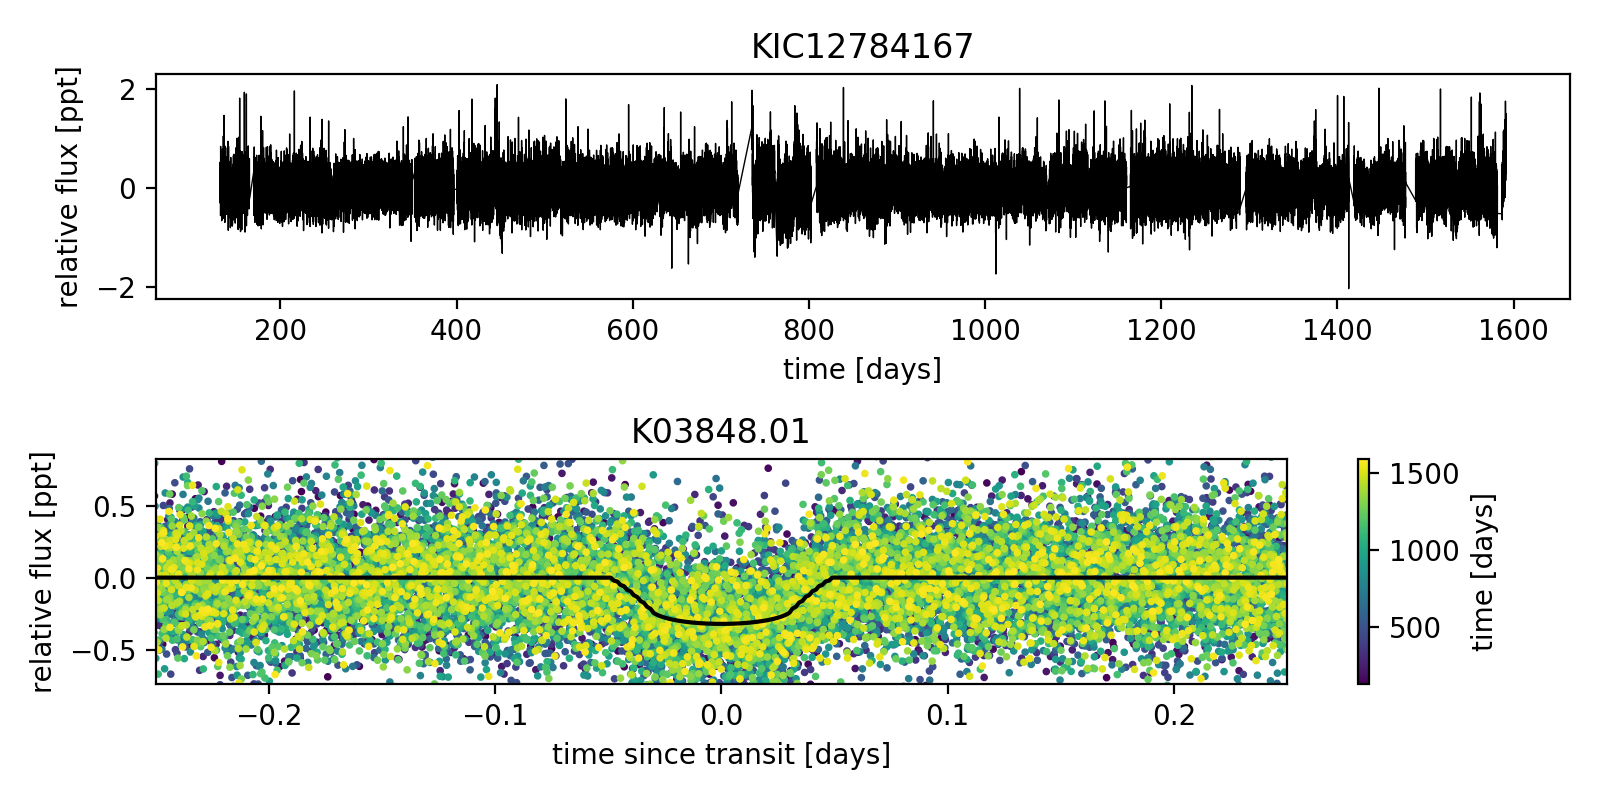 KIC12784167
relative flux [ppt]
2
0
−2
200 400 600 800 1000 1200 1400 1600
time [days]
K03848.01
relative flux [ppt]
0.5
0.0
−0.5
−0.2 −0.1 0.0 0.1 0.2
time since transit [days]
1500
1000
500
time [days]